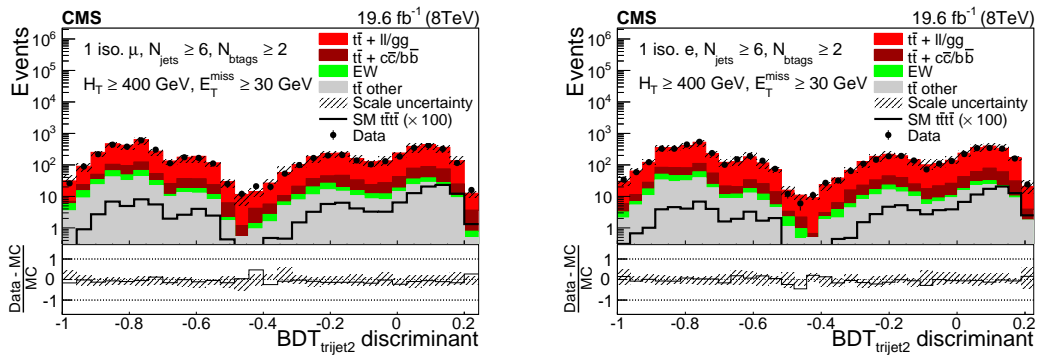 CMS 19.6 fb⁻¹ (8TeV)
Events
10⁶
10⁵
10⁴
10³
10²
10
1
1 iso. μ, N_jets ≥ 6, N_btags ≥ 2
H_T ≥ 400 GeV, E_T^miss ≥ 30 GeV
tt̄ + ll/gg
tt̄ + cc̄/bb̄
EW
tt̄ other
Scale uncertainty
SM tt̄tt̄ (× 100)
Data
Data - MC
MC
1
0
-1
-1 -0.8 -0.6 -0.4 -0.2 0 0.2
BDT_trijet2 discriminant
CMS 19.6 fb⁻¹ (8TeV)
Events
10⁶
10⁵
10⁴
10³
10²
10
1
1 iso. e, N_jets ≥ 6, N_btags ≥ 2
H_T ≥ 400 GeV, E_T^miss ≥ 30 GeV
tt̄ + ll/gg
tt̄ + cc̄/bb̄
EW
tt̄ other
Scale uncertainty
SM tt̄tt̄ (× 100)
Data
Data - MC
MC
1
0
-1
-1 -0.8 -0.6 -0.4 -0.2 0 0.2
BDT_trijet2 discriminant